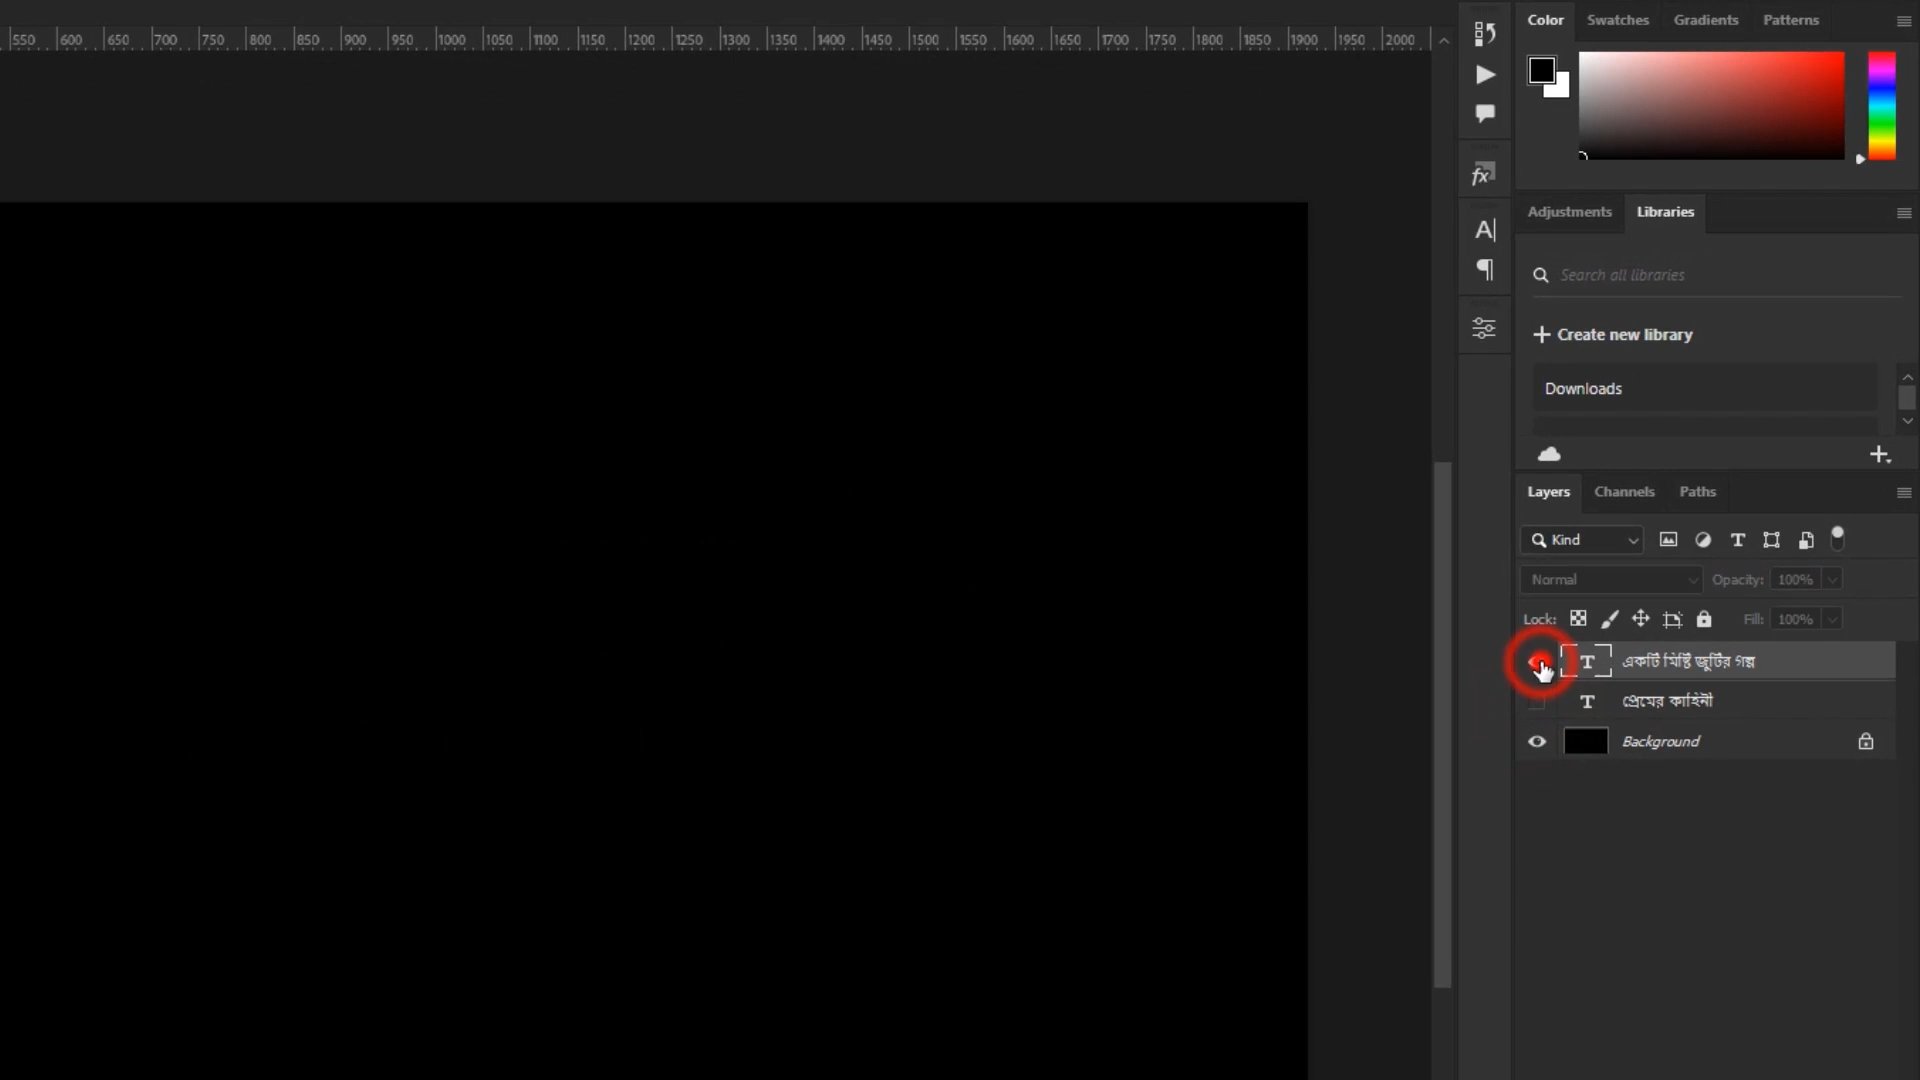 550 600 650 700 750 800 850 900 950 1000 1050 1100 1150 1200 1250 1300 1350 1400 1450 1500 1550 1600 1650 1700 1750 1800 1850 1900 1950 2000
Color Swatches Gradients Patterns
fx
A
Adjustments Libraries
Search all libraries
+ Create new library
Downloads
Layers Channels Paths
Kind
Normal Opacity: 100%
Lock: Fill: 100%
T একটি মিষ্টি জুটির গল্প
T প্রেমের কাহিনী
Background